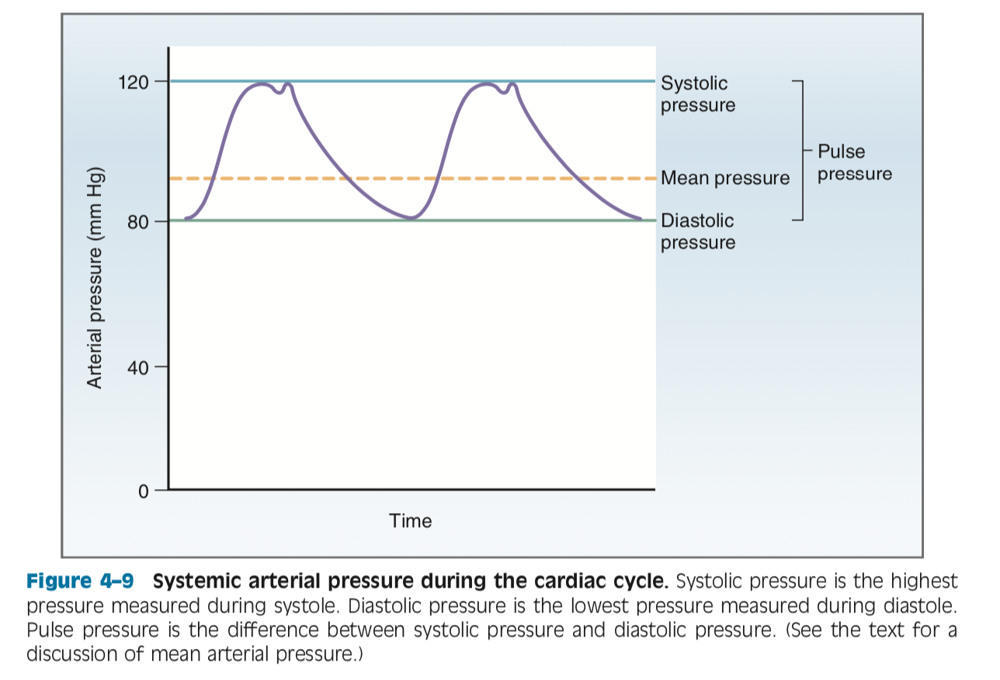 120
80
40
0
Arterial pressure (mm Hg)
Time
Systolic
pressure
Mean pressure
Diastolic
pressure
Pulse
pressure
Figure 4–9 Systemic arterial pressure during the cardiac cycle. Systolic pressure is the highest
pressure measured during systole. Diastolic pressure is the lowest pressure measured during diastole.
Pulse pressure is the difference between systolic pressure and diastolic pressure. (See the text for a
discussion of mean arterial pressure.)